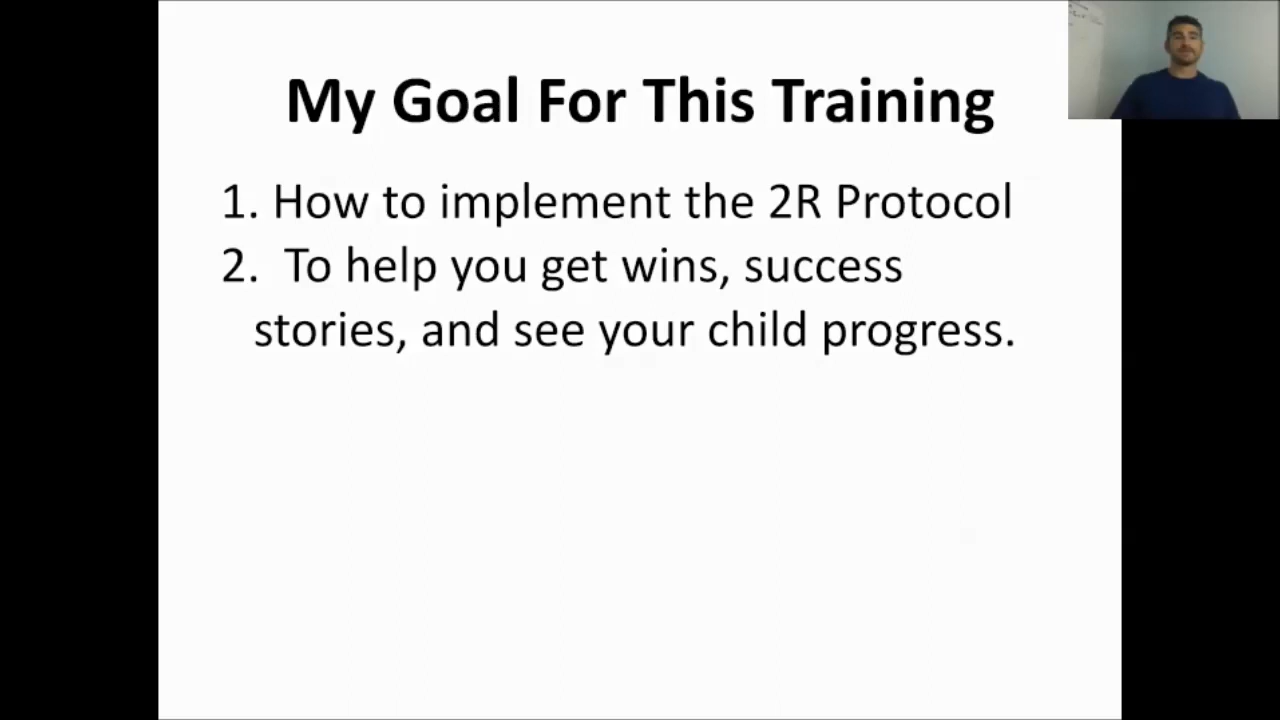 My Goal For This Training
1. How to implement the 2R Protocol
2. To help you get wins, success
stories, and see your child progress.